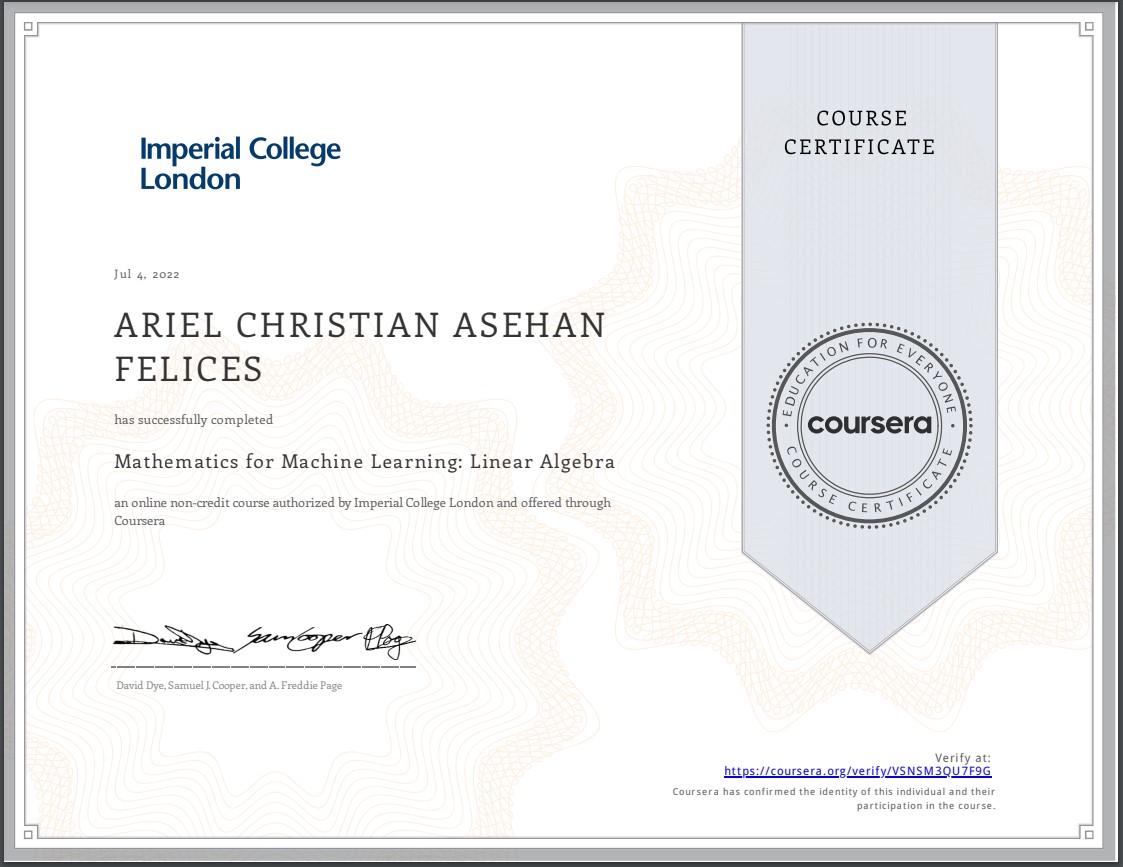 COURSE
CERTIFICATE
Imperial College
London
Jul 4, 2022
ARIEL CHRISTIAN ASEHAN
FELICES
has successfully completed
Mathematics for Machine Learning: Linear Algebra
an online non-credit course authorized by Imperial College London and offered through
Coursera
EDUCATION FOR EVERYONE
coursera
COURSE CERTIFICATE
David Dye, Samuel J. Cooper, and A. Freddie Page
Verify at:
https://coursera.org/verify/VSNSM3QU7F9G
Coursera has confirmed the identity of this individual and their
participation in the course.